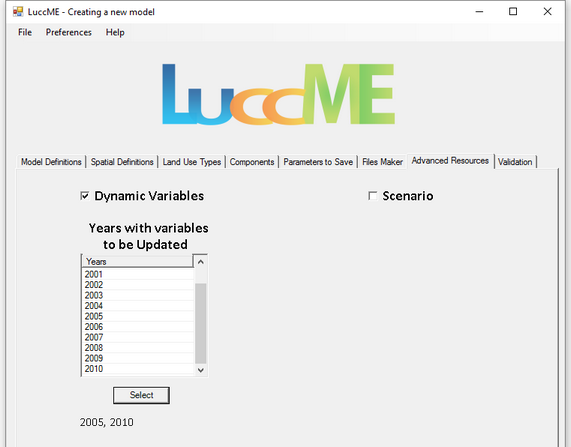 LuccME - Creating a new model
File Preferences Help
LuccME
Model Definitions Spatial Definitions Land Use Types Components Parameters to Save Files Maker Advanced Resources Validation
Dynamic Variables Scenario
Years with variables
to be Updated
Years
2001
2002
2003
2004
2005
2006
2007
2008
2009
2010
Select
2005, 2010